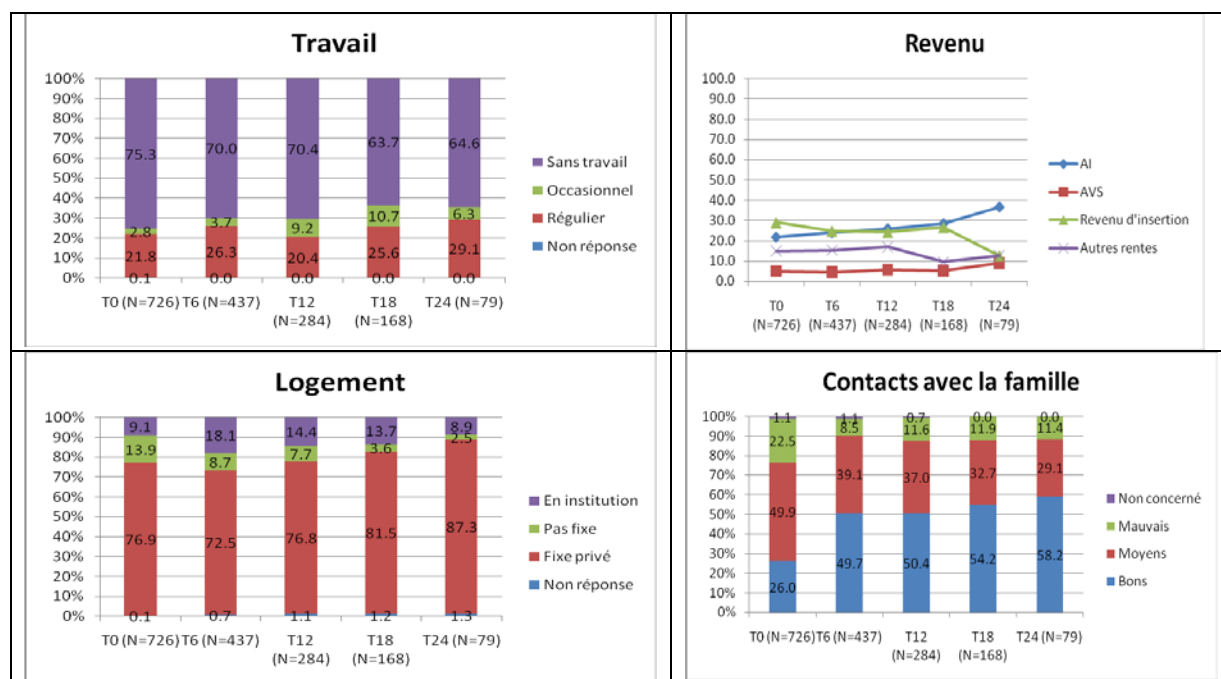 Travail
100%
90%
80%
70%
60%
50%
40%
30%
20%
10%
0%
75.3 70.0 70.4 63.7 64.6
2.8 3.7 9.2 10.7 6.3
21.8 26.3 20.4 25.6 29.1
0.1 0.0 0.0 0.0 0.0
T0 (N=726) T6 (N=437) T12 T18 T24 (N=79)
(N=284) (N=168)
Sans travail
Occasionnel
Régulier
Non réponse
Revenu
100.0
90.0
80.0
70.0
60.0
50.0
40.0
30.0
20.0
10.0
0.0
T0 T6 T12 T18 T24
(N=726) (N=437) (N=284) (N=168) (N=79)
AI
AVS
Revenu d'insertion
Autres rentes
Logement
100%
90%
80%
70%
60%
50%
40%
30%
20%
10%
0%
9.1 18.1 14.4 13.7 8.9
13.9 8.7 7.7 3.6 2.5
76.9 72.5 76.8 81.5 87.3
0.1 0.7 1.1 1.2 1.3
T0 (N=726) T6 (N=437) T12 T18 T24 (N=79)
(N=284) (N=168)
En institution
Pas fixe
Fixe privé
Non réponse
Contacts avec la famille
100%
90%
80%
70%
60%
50%
40%
30%
20%
10%
0%
1.1 1.1 0.7 0.0 0.0
22.5 8.5 11.6 11.9 11.4
49.9 39.1 37.0 32.7 29.1
26.0 49.7 50.4 54.2 58.2
T0 (N=726) T6 (N=437) T12 T18 T24 (N=79)
(N=284) (N=168)
Non concerné
Mauvais
Moyens
Bons